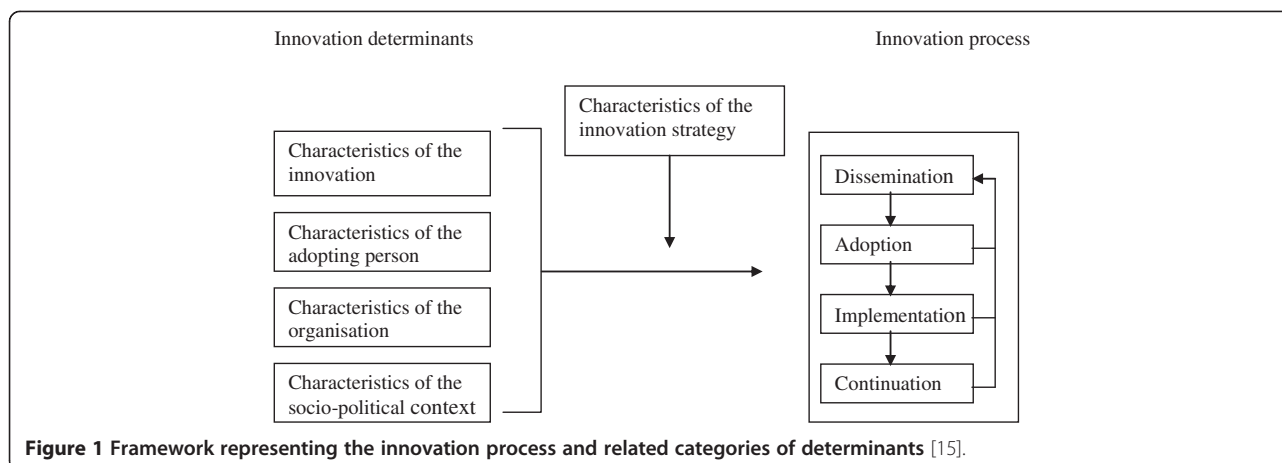 Innovation determinants
Innovation process
Characteristics of the
innovation strategy
Characteristics of the
innovation
Characteristics of the
adopting person
Characteristics of the
organisation
Characteristics of the
socio-political context
Dissemination
Adoption
Implementation
Continuation
Figure 1 Framework representing the innovation process and related categories of determinants [15].